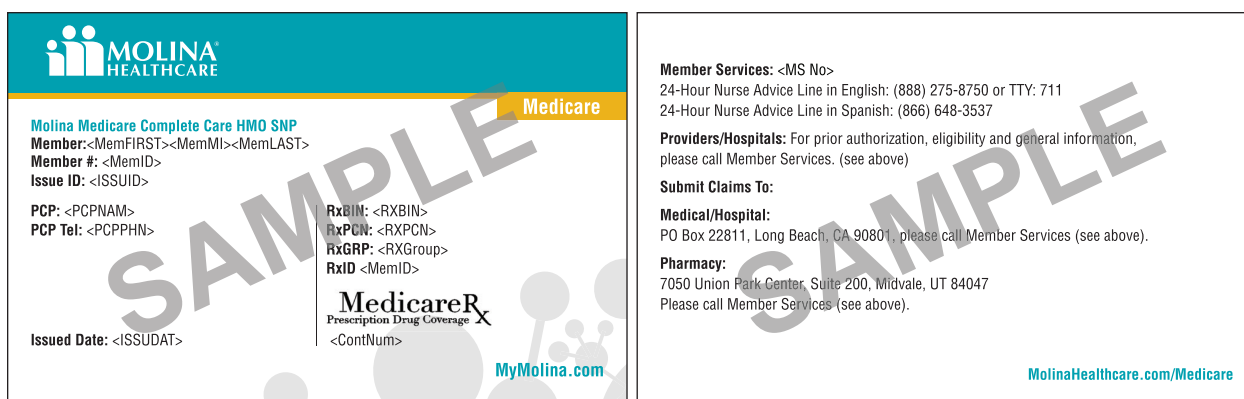 MOLINA®
HEALTHCARE
Medicare
Molina Medicare Complete Care HMO SNP
Member:<MemFIRST><MemMI><MemLAST>
Member #: <MemID>
Issue ID: <ISSUID>
PCP: <PCPNAM>
PCP Tel: <PCPPHN>
Issued Date: <ISSUDAT>
RxBIN: <RXBIN>
RxPCN: <RXPCN>
RxGRP: <RXGroup>
RxID <MemID>
MedicareRx
Prescription Drug Coverage
<ContNum>
MyMolina.com
SAMPLE
Member Services: <MS No>
24-Hour Nurse Advice Line in English: (888) 275-8750 or TTY: 711
24-Hour Nurse Advice Line in Spanish: (866) 648-3537
Providers/Hospitals: For prior authorization, eligibility and general information,
please call Member Services. (see above)
Submit Claims To:
Medical/Hospital:
PO Box 22811, Long Beach, CA 90801, please call Member Services (see above).
Pharmacy:
7050 Union Park Center, Suite 200, Midvale, UT 84047
Please call Member Services (see above).
MolinaHealthcare.com/Medicare
SAMPLE